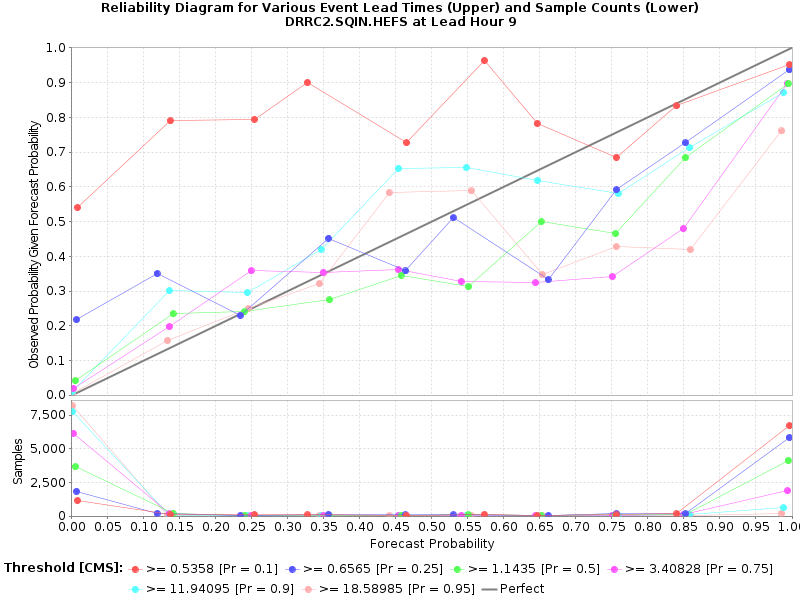 Reliability Diagram for Various Event Lead Times (Upper) and Sample Counts (Lower)
DRRC2.SQIN.HEFS at Lead Hour 9
Observed Probability Given Forecast Probability
1.0
0.9
0.8
0.7
0.6
0.5
0.4
0.3
0.2
0.1
0.0
Samples
7,500
5,000
2,500
0
0.00 0.05 0.10 0.15 0.20 0.25 0.30 0.35 0.40 0.45 0.50 0.55 0.60 0.65 0.70 0.75 0.80 0.85 0.90 0.95 1.00
Forecast Probability
Threshold [CMS]: >= 0.5358 [Pr = 0.1] >= 0.6565 [Pr = 0.25] >= 1.1435 [Pr = 0.5] >= 3.40828 [Pr = 0.75]
>= 11.94095 [Pr = 0.9] >= 18.58985 [Pr = 0.95] Perfect